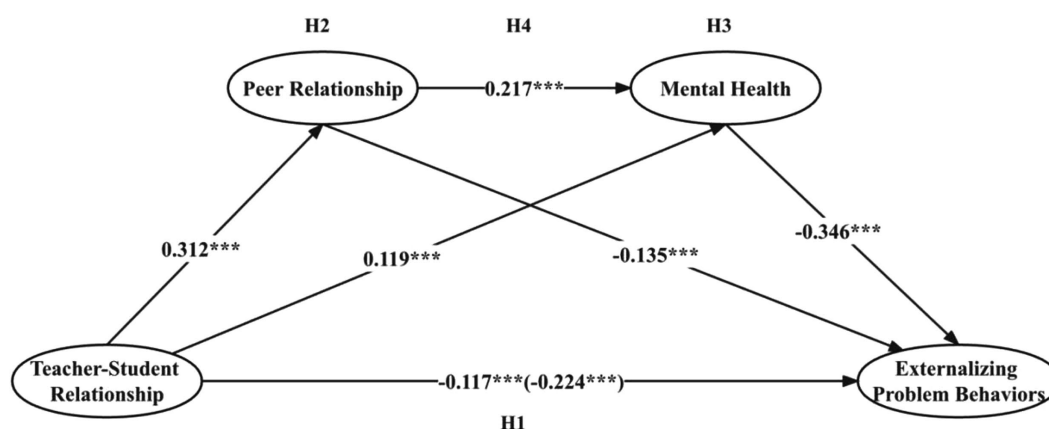 H2
H4
H3
Peer Relationship
0.217***
Mental Health
0.312***
0.119***
-0.135***
-0.346***
Teacher-Student
Relationship
-0.117***(-0.224***)
Externalizing
Problem Behaviors
H1